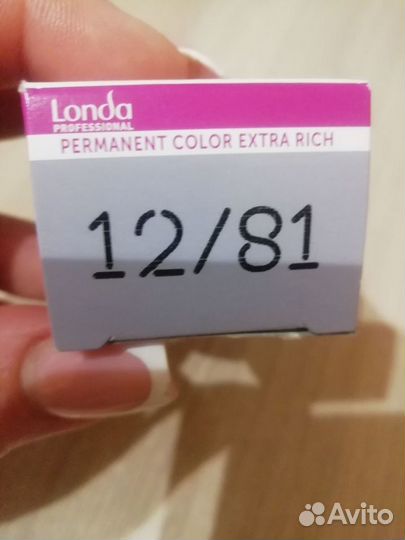 Londa
PROFESSIONAL
PERMANENT COLOR EXTRA RICH
12/81
Avito